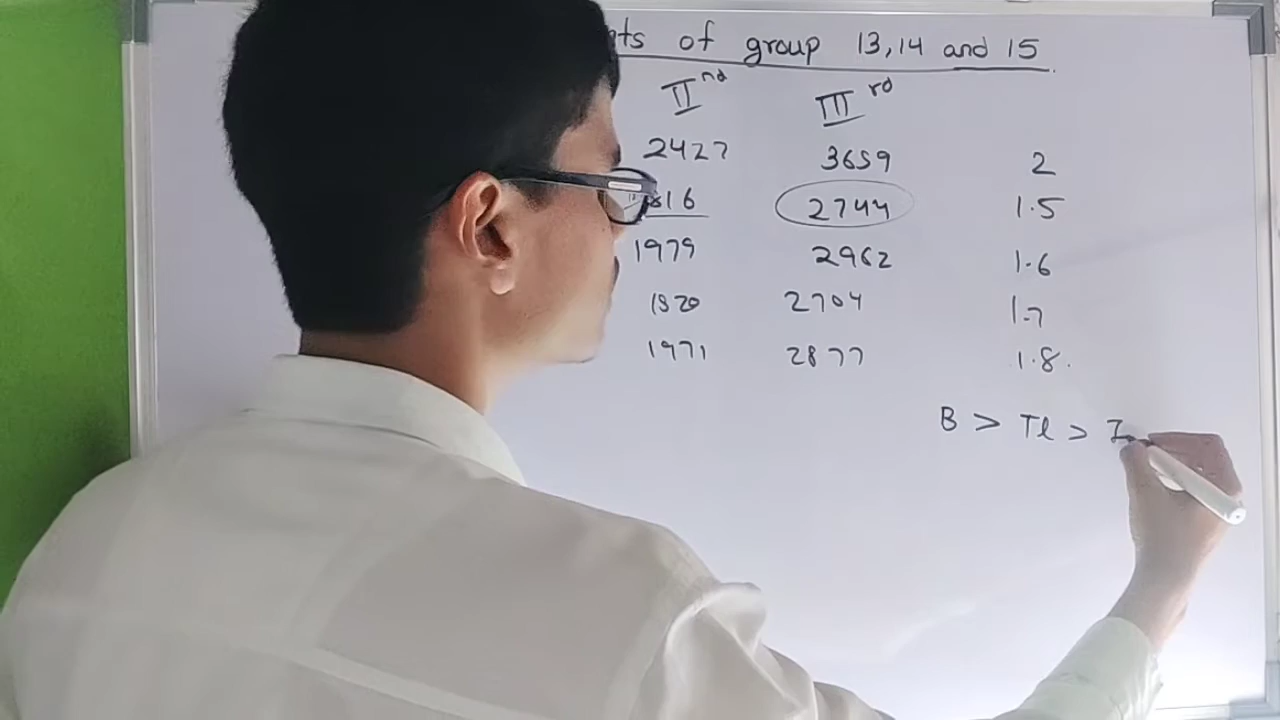 of group 13,14 and 15
IInd IIIrd
2427 3659 2
816 2744 1.5
1979 2962 1.6
1820 2704 1.7
1971 2877 1.8.
B > Tl >